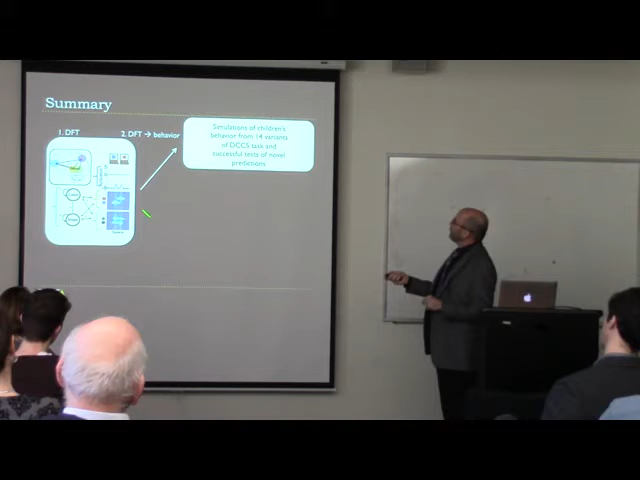 Summary
1. DFT
2. DFT → behavior
Simulations of children's
behavior from 14 variants
of DCCS task and
successful tests of novel
predictions